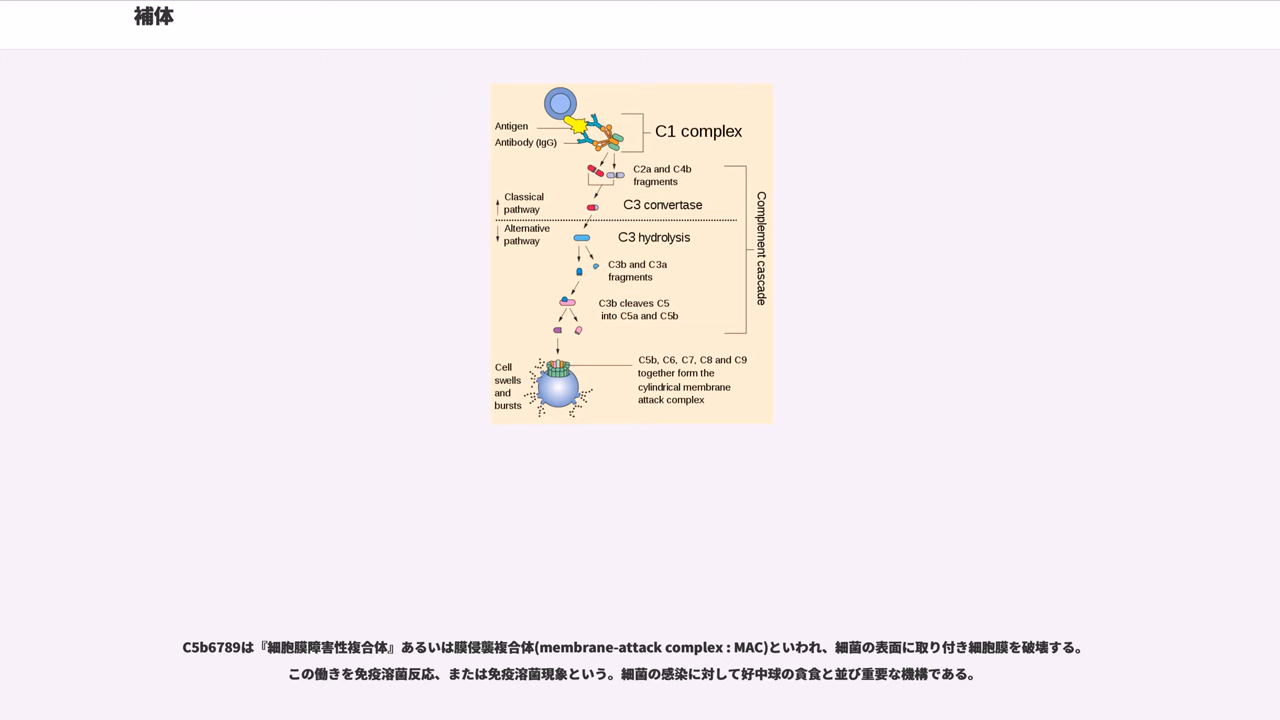 補体
Antigen
Antibody (IgG)
C1 complex
C2a and C4b
fragments
Classical
pathway
C3 convertase
Alternative
pathway
C3 hydrolysis
C3b and C3a
fragments
C3b cleaves C5
into C5a and C5b
Complement cascade
Cell
swells
and
bursts
C5b, C6, C7, C8 and C9
together form the
cylindrical membrane
attack complex
C5b6789は『細胞膜障害性複合体』あるいは膜侵襲複合体(membrane-attack complex : MAC)といわれ、細菌の表面に取り付き細胞膜を破壊する。
この働きを免疫溶菌反応、または免疫溶菌現象という。細菌の感染に対して好中球の貪食と並び重要な機構である。